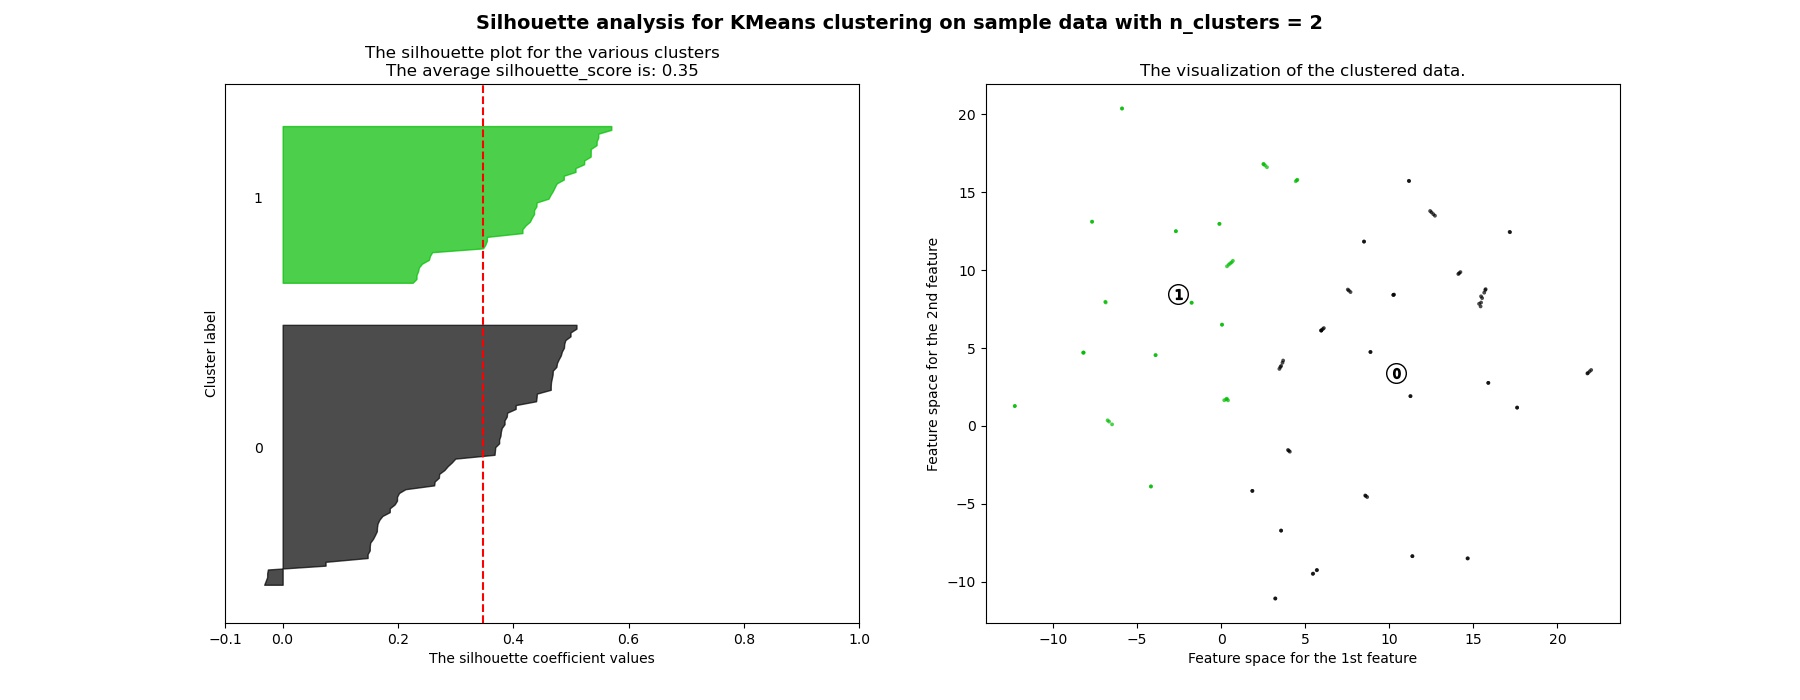 Silhouette analysis for KMeans clustering on sample data with n_clusters = 2
The silhouette plot for the various clusters
The average silhouette_score is: 0.35
1
0
Cluster label
−0.1 0.0 0.2 0.4 0.6 0.8 1.0
The silhouette coefficient values
The visualization of the clustered data.
20
15
10
5
0
−5
−10
Feature space for the 2nd feature
1
0
−10 −5 0 5 10 15 20
Feature space for the 1st feature